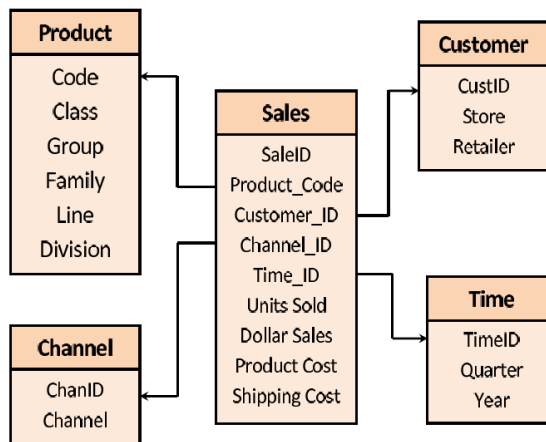 Product
Code
Class
Group
Family
Line
Division
Customer
CustID
Store
Retailer
Sales
SaleID
Product_Code
Customer_ID
Channel_ID
Time_ID
Units Sold
Dollar Sales
Product Cost
Shipping Cost
Channel
ChanID
Channel
Time
TimeID
Quarter
Year